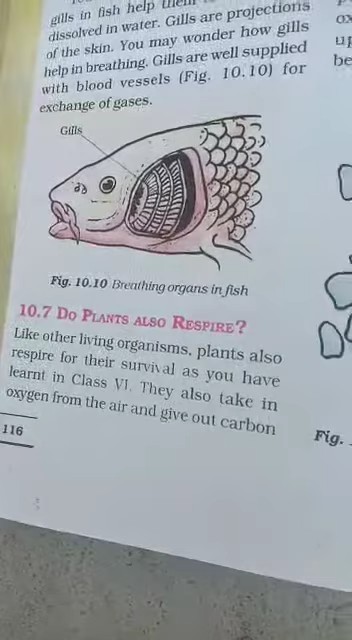 gills in fish help them
dissolved in water. Gills are projections
of the skin. You may wonder how gills
help in breathing. Gills are well supplied
with blood vessels (Fig. 10.10) for
exchange of gases.
Gills
Fig. 10.10 Breathing organs in fish
10.7 DO PLANTS ALSO RESPIRE?
Like other living organisms, plants also
respire for their survival as you have
learnt in Class VI. They also take in
oxygen from the air and give out carbon
116
Fig.